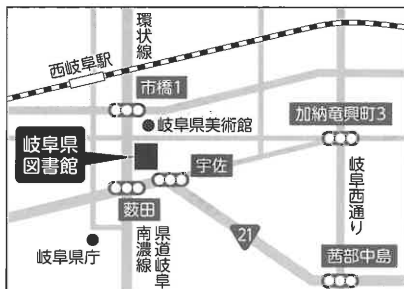 環状線
西岐阜駅
市橋1
岐阜県美術館
加納竜興町3
岐阜県
図書館
宇佐
岐阜西通り
薮田
県道岐阜
南濃線
21
岐阜県庁
茜部中島